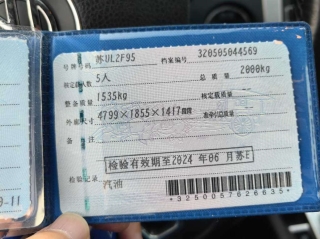 号牌号码 苏UL2F95 档案编号 320505044569
核定载人数 5人 总质量 2000kg
整备质量 1535kg 核定载质量
外廓尺寸 4799×1855×1417mm 准牵引总质量
备注
检验有效期至2024年06月苏E
检验记录 汽油
*3250057626635*
0-11